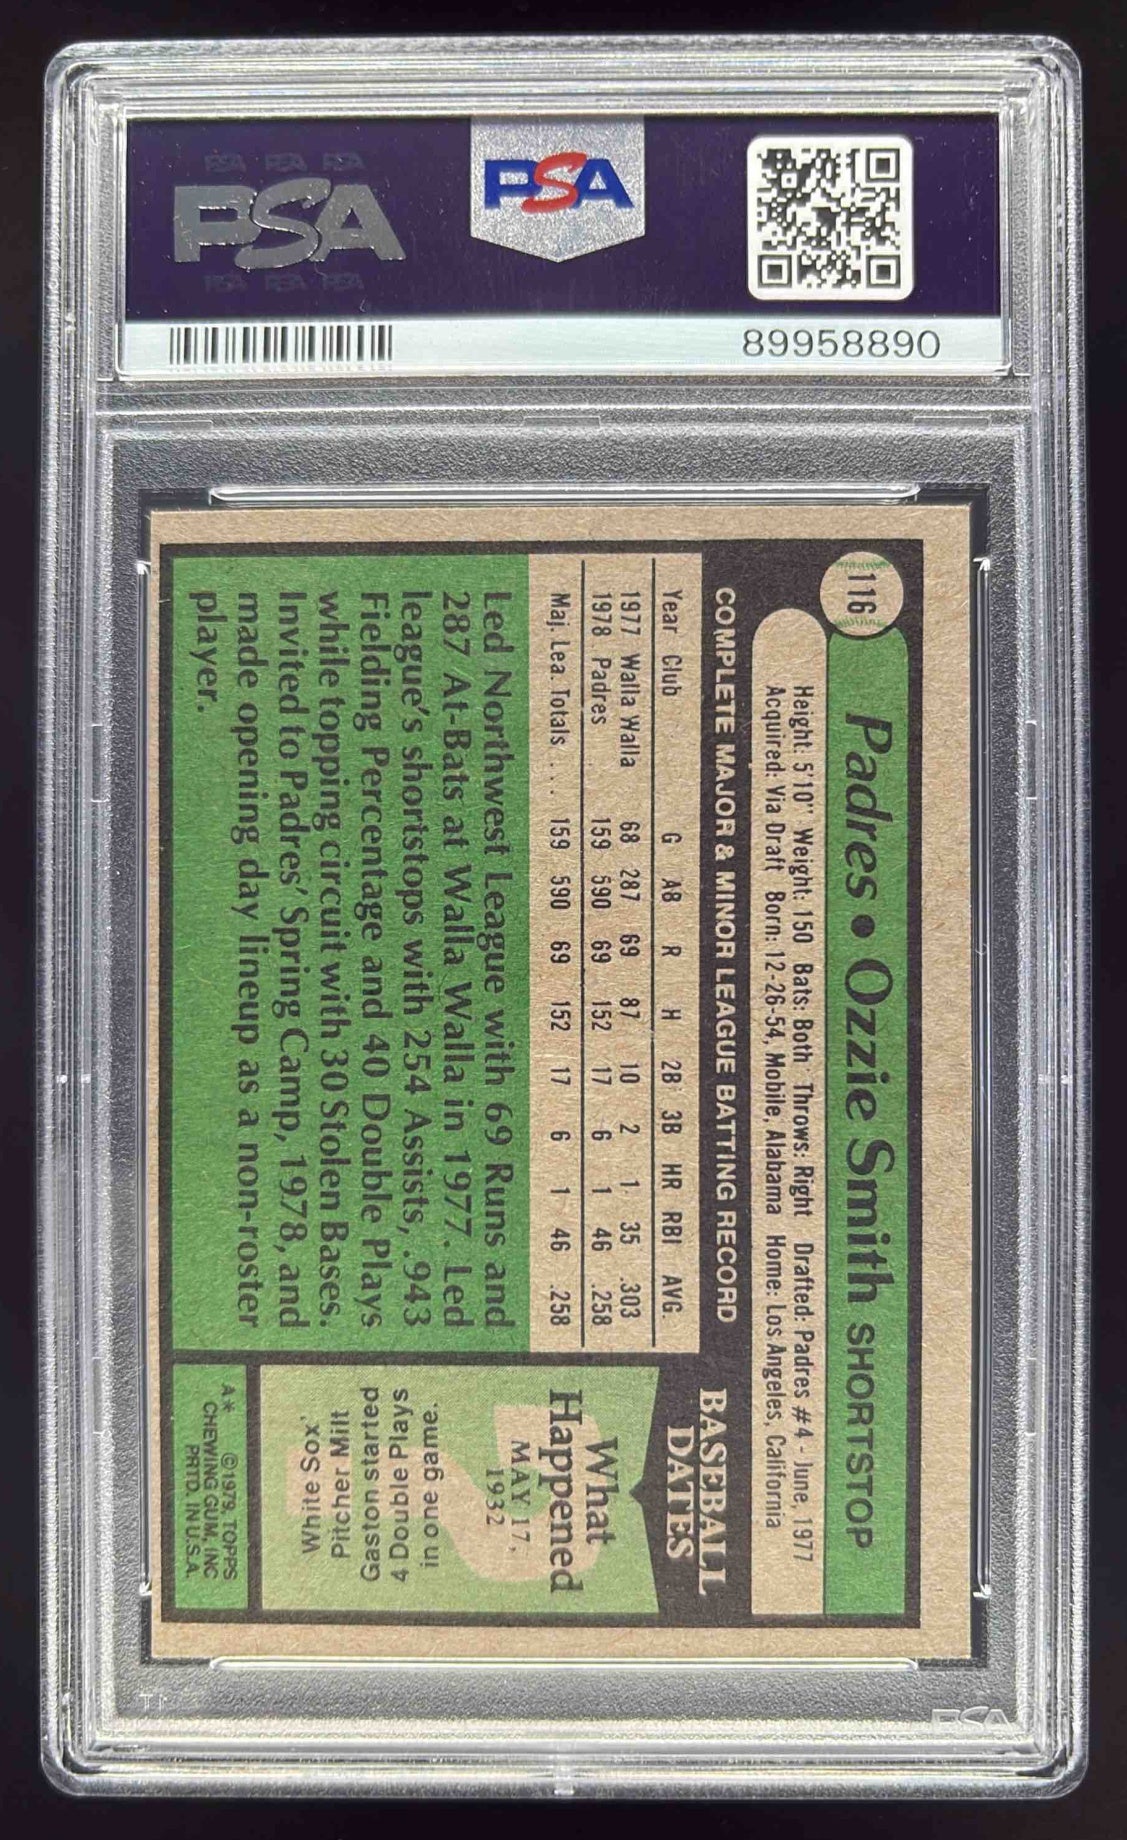 PSA PSA PSA
PSA
PSA PSA PSA
PSA
89958890
116
Padres • Ozzie Smith SHORTSTOP
Height: 5'10" Weight: 150 Bats: Both Throws: Right Drafted: Padres #4 - June, 1977
Acquired: Via Draft Born: 12-26-54, Mobile, Alabama Home: Los Angeles, California
COMPLETE MAJOR & MINOR LEAGUE BATTING RECORD
Year Club G AB R H 2B 3B HR RBI AVG.
1977 Walla Walla 68 287 69 87 10 2 1 35 .303
1978 Padres 159 590 69 152 17 6 1 46 .258
Maj. Lea. Totals . . . 159 590 69 152 17 6 1 46 .258
Led Northwest League with 69 Runs and
287 At-Bats at Walla Walla in 1977. Led
league's shortstops with 254 Assists, .943
Fielding Percentage and 40 Double Plays
while topping circuit with 30 Stolen Bases.
Invited to Padres' Spring Camp, 1978, and
made opening day lineup as a non-roster
player.
BASEBALL
DATES
What
Happened
MAY 17,
1932
White Sox'
Pitcher Milt
Gaston started
4 Double Plays
in one game.
A* ©1979, TOPPS
CHEWING GUM, INC
PRTD. IN U.S.A.
PSA